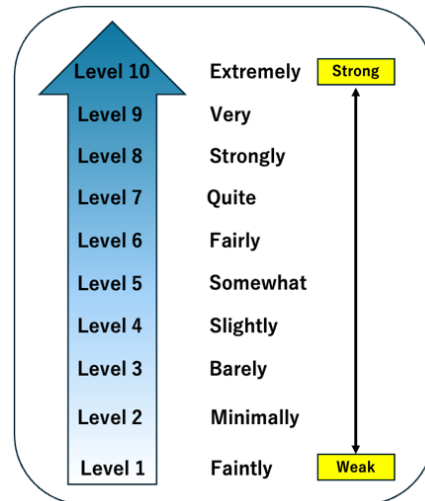 Level 10 Extremely Strong
Level 9 Very
Level 8 Strongly
Level 7 Quite
Level 6 Fairly
Level 5 Somewhat
Level 4 Slightly
Level 3 Barely
Level 2 Minimally
Level 1 Faintly Weak